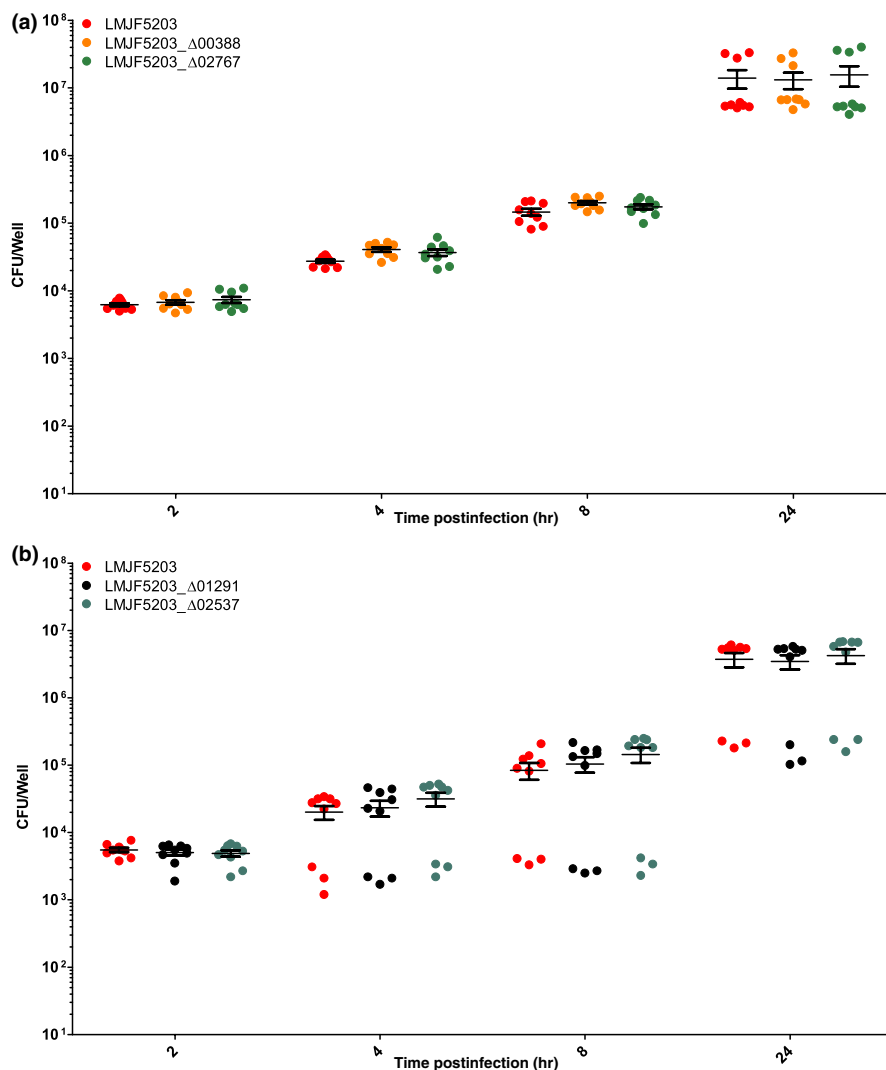 (a)
LMJF5203
LMJF5203_Δ00388
LMJF5203_Δ02767
CFU/Well
10⁸
10⁷
10⁶
10⁵
10⁴
10³
10²
10¹
2
4
8
24
Time postinfection (hr)
(b)
LMJF5203
LMJF5203_Δ01291
LMJF5203_Δ02537
CFU/Well
10⁸
10⁷
10⁶
10⁵
10⁴
10³
10²
10¹
2
4
8
24
Time postinfection (hr)